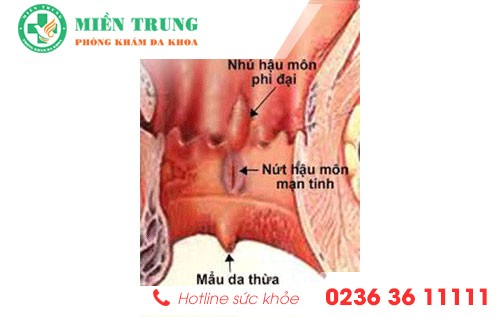 MIỀN TRUNG
PHÒNG KHÁM ĐA KHOA
Nhú hậu môn
phì đại
Nứt hậu môn
mạn tính
Mẩu da thừa
Hotline sức khỏe
0236 36 11111